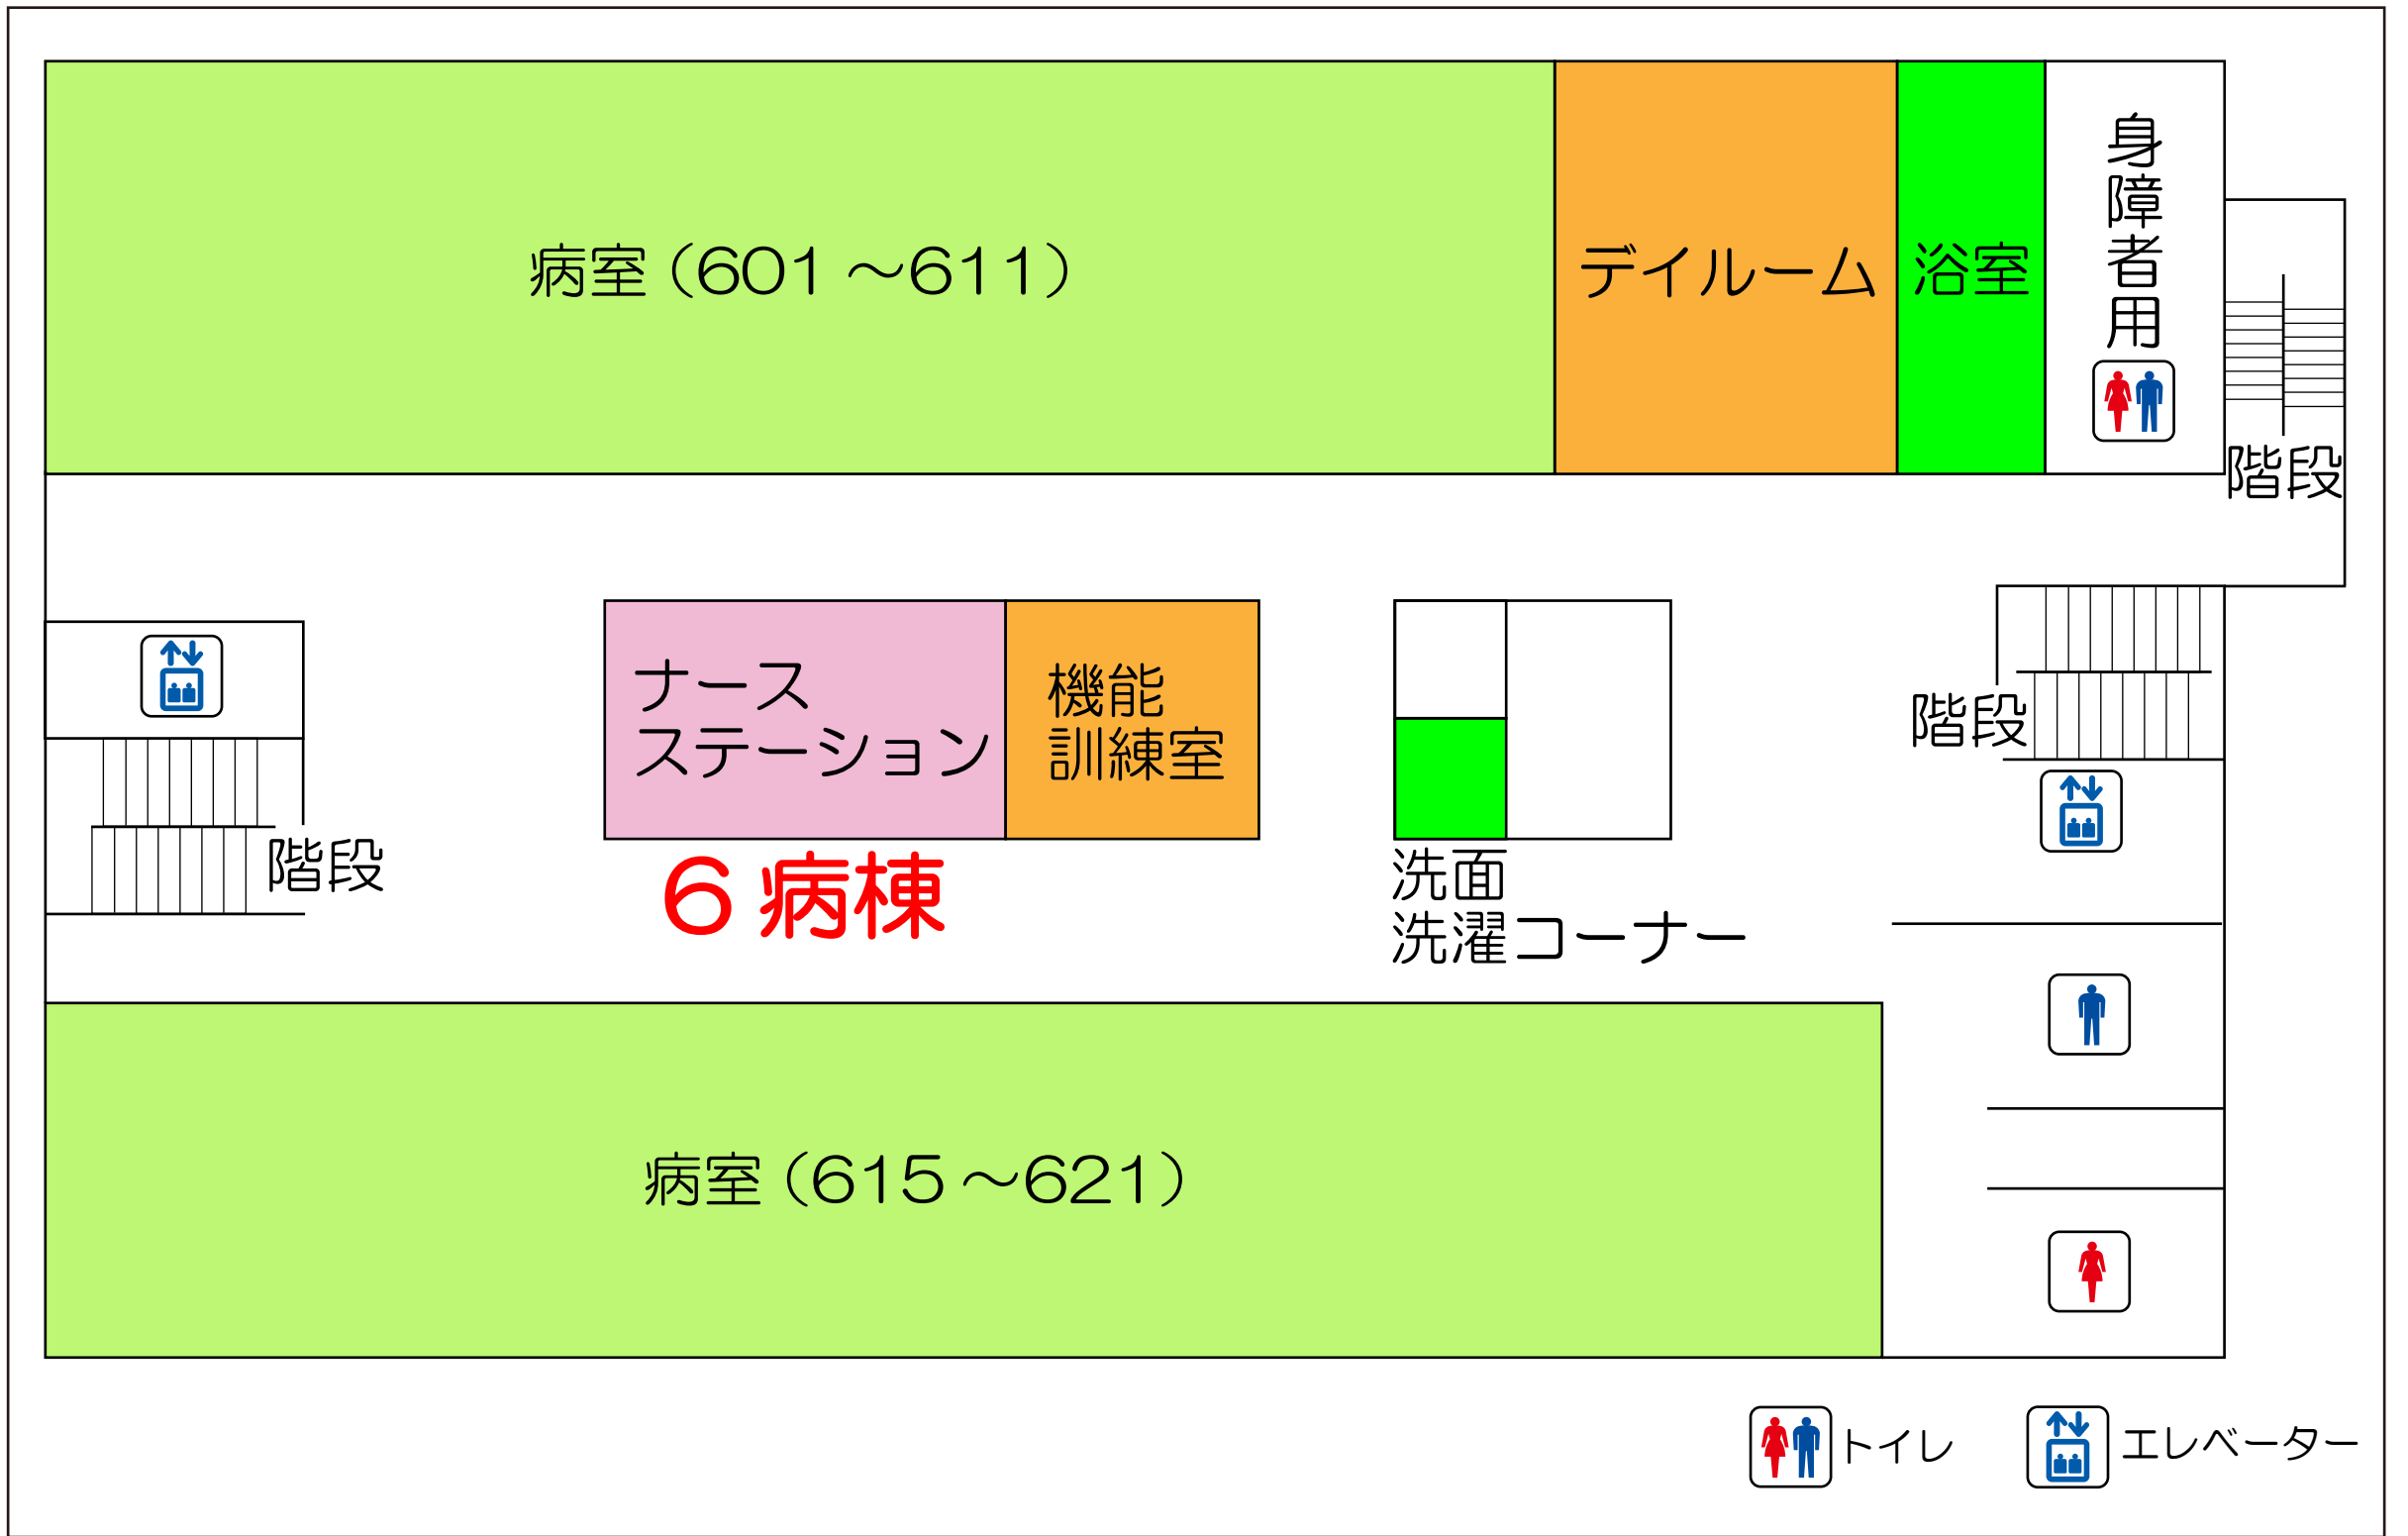 病室（601～611）
デイルーム
浴室
身障者用
階段
ナース
ステーション
機能
訓練室
階段
階段
6病棟
洗面
洗濯コーナー
病室（615～621）
トイレ
エレベーター